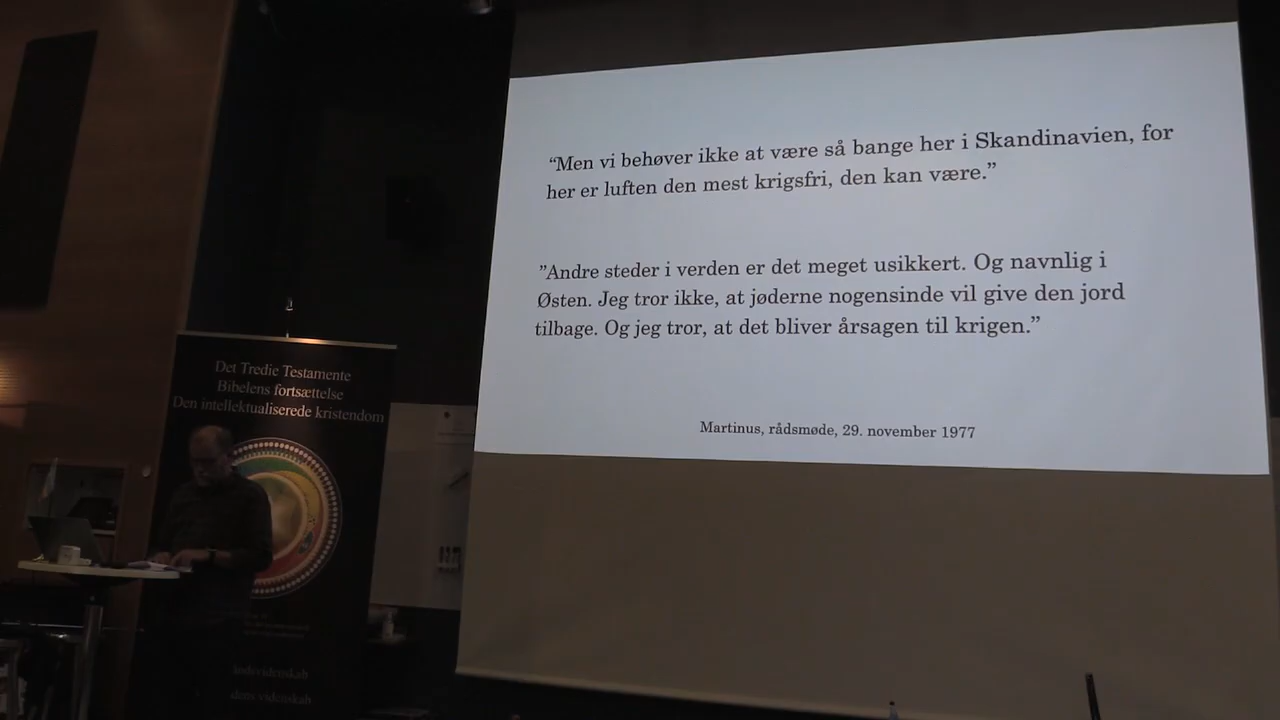 “Men vi behøver ikke at være så bange her i Skandinavien, for
her er luften den mest krigsfri, den kan være.”
”Andre steder i verden er det meget usikkert. Og navnlig i
Østen. Jeg tror ikke, at jøderne nogensinde vil give den jord
tilbage. Og jeg tror, at det bliver årsagen til krigen.”
Martinus, rådsmøde, 29. november 1977
Det Tredie Testamente
Bibelens fortsættelse
Den intellektualiserede kristendom
åndsvidenskab